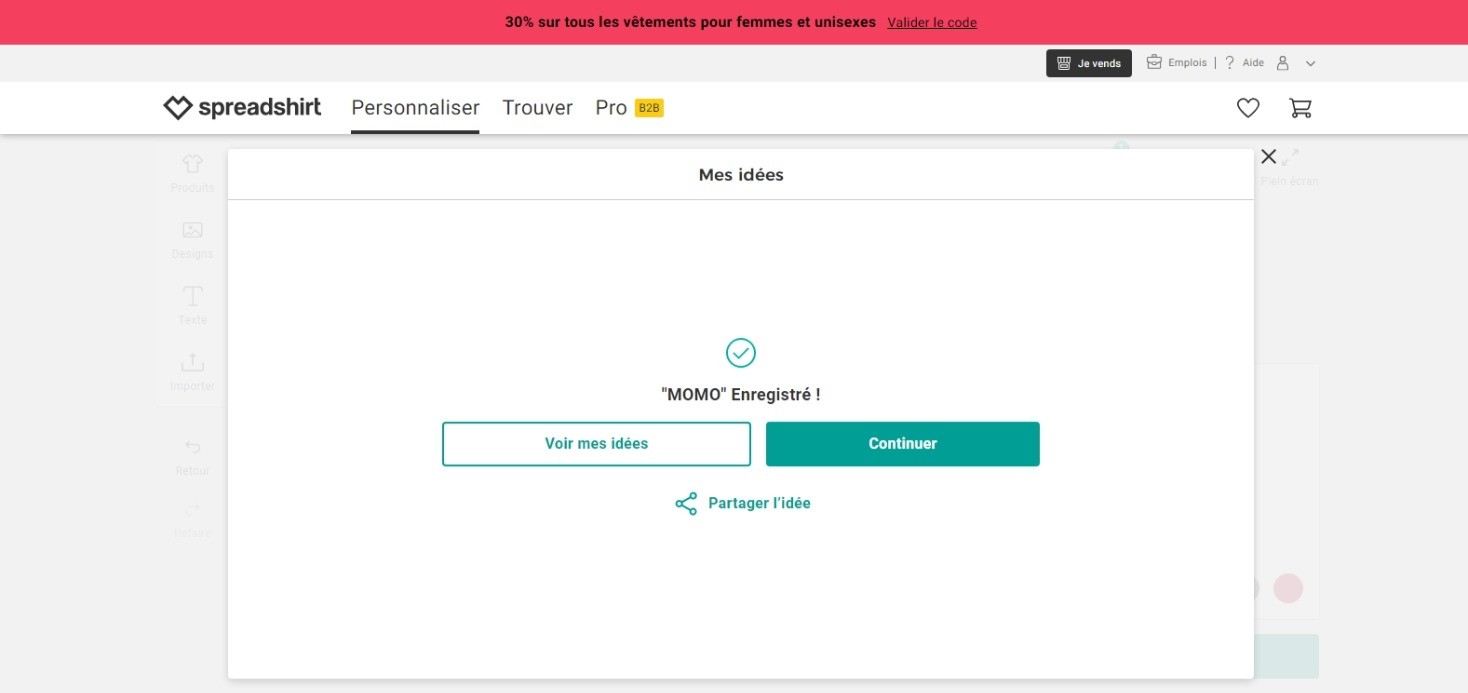 30% sur tous les vêtements pour femmes et unisexes Valider le code
Je vends Emplois | ? Aide
spreadshirt Personnaliser Trouver Pro B2B
Mes idées
Plein écran
Produits
Designs
Texte
Importer
"MOMO" Enregistré !
Voir mes idées Continuer
Retour
Partager l'idée